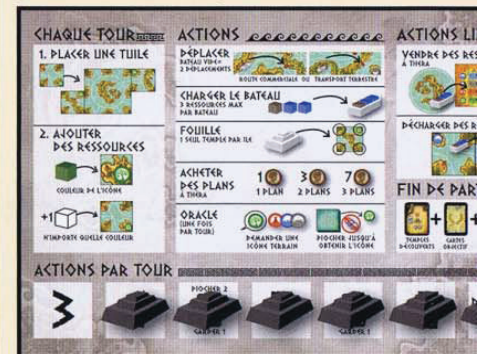 CHAQUE TOUR
1. PLACER UNE TUILE
2. AJOUTER
DES RESSOURCES
COULEUR DE L'ICÔNE
+1
N'IMPORTE QUELLE COULEUR
ACTIONS
DÉPLACER
BATEAU VIDE=
2 DÉPLACEMENTS
ROUTE COMMERCIALE OU TRANSPORT TERRESTRE
CHARGER LE BATEAU
3 RESSOURCES MAX
PAR BATEAU
FOUILLE
1 SEUL TEMPLE PAR ILE
ACHETER
DES PLANS
À THERA
1
1 PLAN
3
2 PLANS
7
3 PLANS
ORACLE
(UNE FOIS
PAR TOUR)
DEMANDER UNE
ICÔNE TERRAIN
PIOCHER JUSQU'À
OBTENIR L'ICÔNE
ACTIONS
VENDRE DES
À THERA
DÉCHARGER DES
FIN DE
TEMPLES
DÉCOUVERTS
+
CARTES
OBJECTIF
+
ACTIONS PAR TOUR
3
PIOCHER 2
GARDER 1
GARDER 1